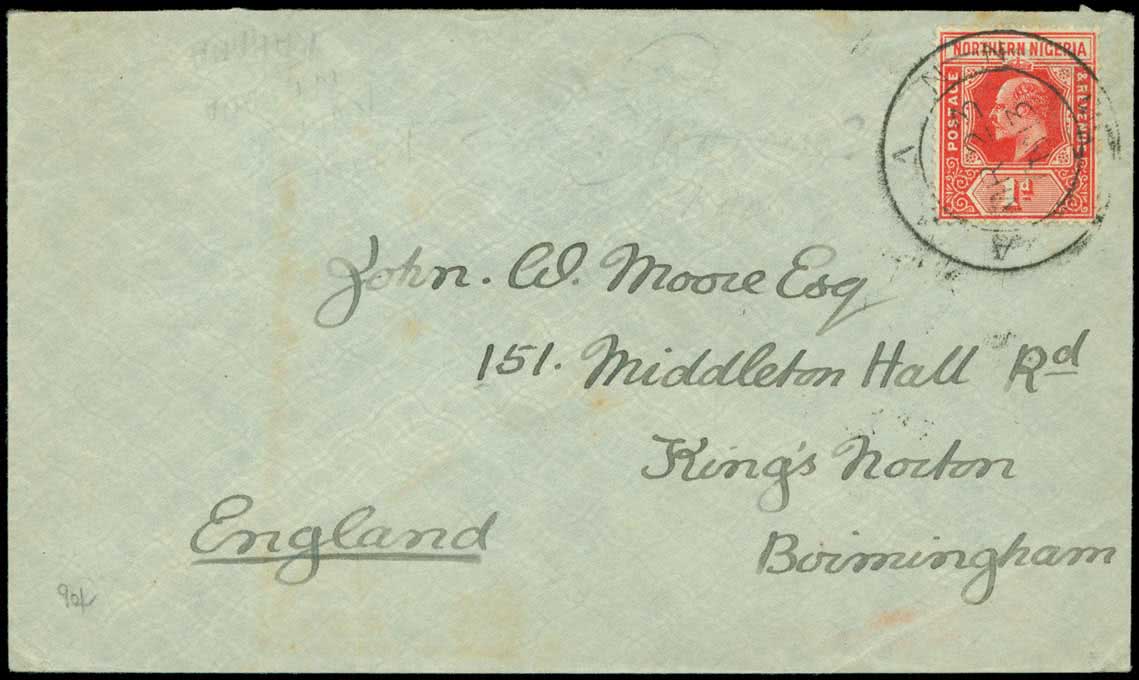 NORTHERN NIGERIA
POSTAGE & REVENUE
1d
John. W. Moore Esq
151. Middleton Hall Rd
King's Norton
Birmingham
England